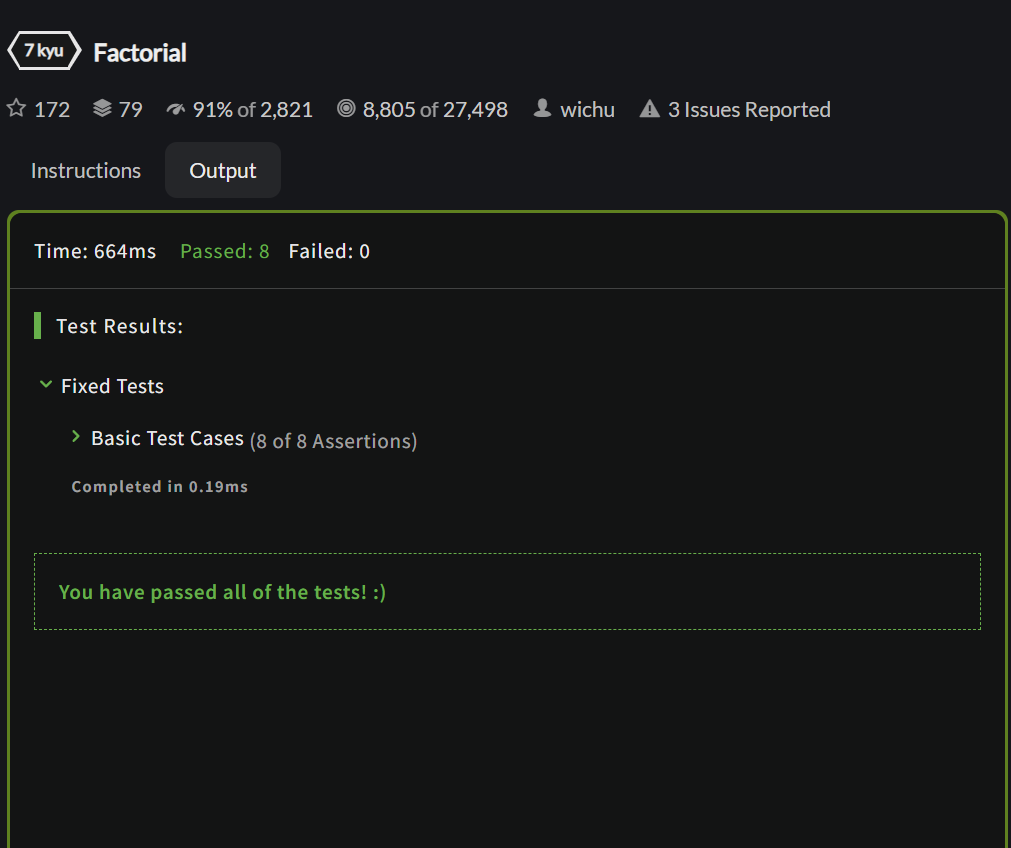 7 kyu Factorial
172 79 91% of 2,821 8,805 of 27,498 wichu 3 Issues Reported
Instructions Output
Time: 664ms Passed: 8 Failed: 0
Test Results:
Fixed Tests
Basic Test Cases (8 of 8 Assertions)
Completed in 0.19ms
You have passed all of the tests! :)